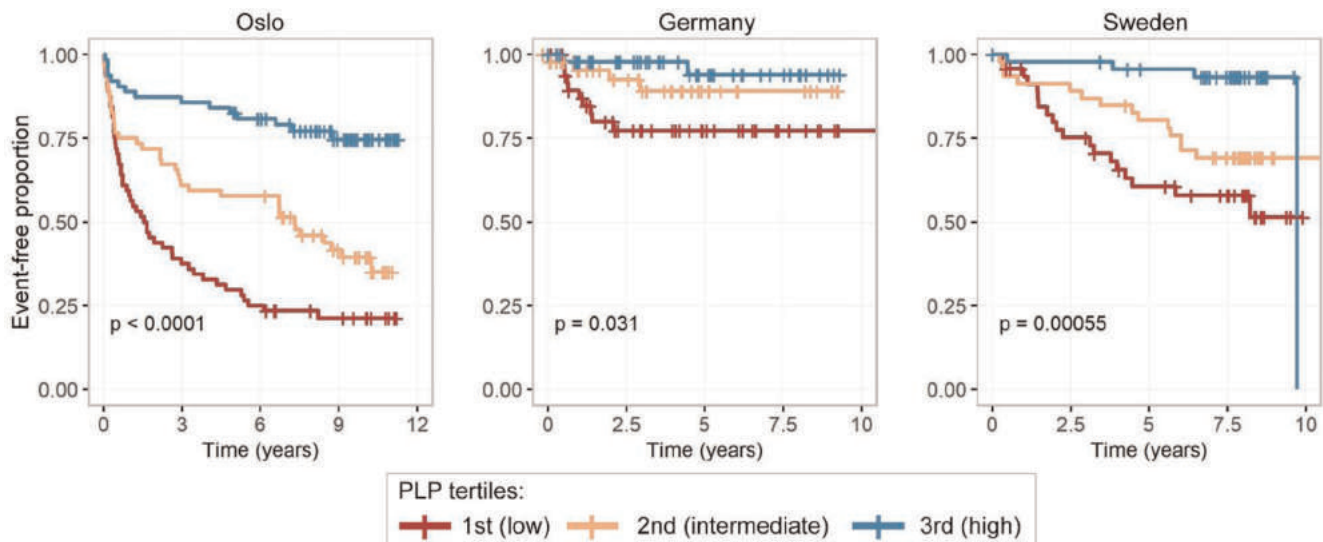 Oslo
Germany
Sweden
Event-free proportion
1.00
0.75
0.50
0.25
0.00
p < 0.0001
0
3
6
9
12
Time (years)
1.00
0.75
0.50
0.25
0.00
p = 0.031
0
2.5
5
7.5
10
Time (years)
1.00
0.75
0.50
0.25
0.00
p = 0.00055
0
2.5
5
7.5
10
Time (years)
PLP tertiles:
1st (low) 2nd (intermediate) 3rd (high)